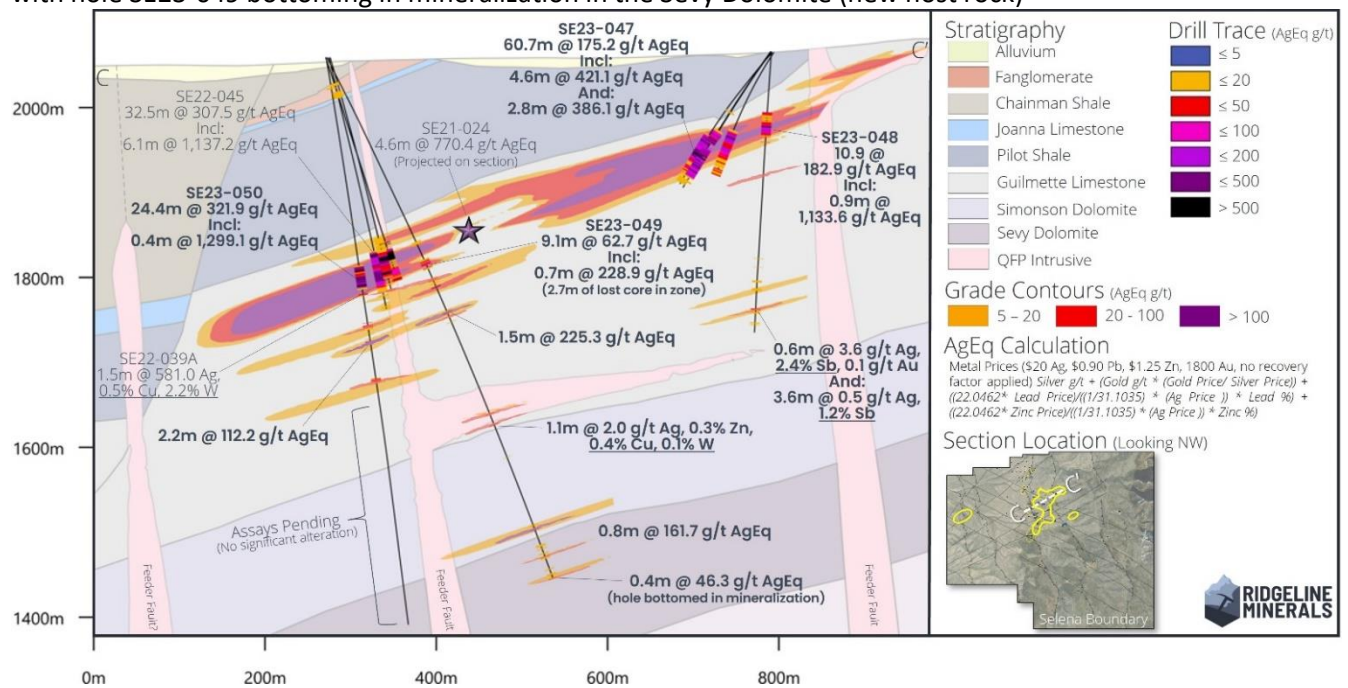 with hole SE23-049 bottoming in mineralization in the Sevy Dolomite (new host rock)
C
C'
2000m
1800m
1600m
1400m
0m
200m
400m
600m
800m
SE23-047
60.7m @ 175.2 g/t AgEq
Incl:
4.6m @ 421.1 g/t AgEq
And:
2.8m @ 386.1 g/t AgEq
SE22-045
32.5m @ 307.5 g/t AgEq
Incl:
6.1m @ 1,137.2 g/t AgEq
SE21-024
4.6m @ 770.4 g/t AgEq
(Projected on section)
SE23-048
10.9 @
182.9 g/t AgEq
Incl:
0.9m @
1,133.6 g/t AgEq
SE23-050
24.4m @ 321.9 g/t AgEq
Incl:
0.4m @ 1,299.1 g/t AgEq
SE23-049
9.1m @ 62.7 g/t AgEq
Incl:
0.7m @ 228.9 g/t AgEq
(2.7m of lost core in zone)
1.5m @ 225.3 g/t AgEq
SE22-039A
1.5m @ 581.0 Ag,
0.5% Cu, 2.2% W
0.6m @ 3.6 g/t Ag,
2.4% Sb, 0.1 g/t Au
And:
3.6m @ 0.5 g/t Ag,
1.2% Sb
2.2m @ 112.2 g/t AgEq
1.1m @ 2.0 g/t Ag, 0.3% Zn,
0.4% Cu, 0.1% W
Assays Pending
(No significant alteration)
0.8m @ 161.7 g/t AgEq
0.4m @ 46.3 g/t AgEq
(hole bottomed in mineralization)
Feeder Fault?
Feeder Fault
Feeder Fault
Stratigraphy
Alluvium
Fanglomerate
Chainman Shale
Joanna Limestone
Pilot Shale
Guilmette Limestone
Simonson Dolomite
Sevy Dolomite
QFP Intrusive
Drill Trace (AgEq g/t)
≤ 5
≤ 20
≤ 50
≤ 100
≤ 200
≤ 500
> 500
Grade Contours (AgEq g/t)
5 – 20
20 - 100
> 100
AgEq Calculation
Metal Prices ($20 Ag, $0.90 Pb, $1.25 Zn, 1800 Au, no recovery
factor applied) Silver g/t + (Gold g/t * (Gold Price/ Silver Price)) +
((22.0462* Lead Price)/((1/31.1035) * (Ag Price )) * Lead %) +
((22.0462* Zinc Price)/((1/31.1035) * (Ag Price )) * Zinc %)
Section Location (Looking NW)
C
C'
Selena Boundary
RIDGELINE
MINERALS